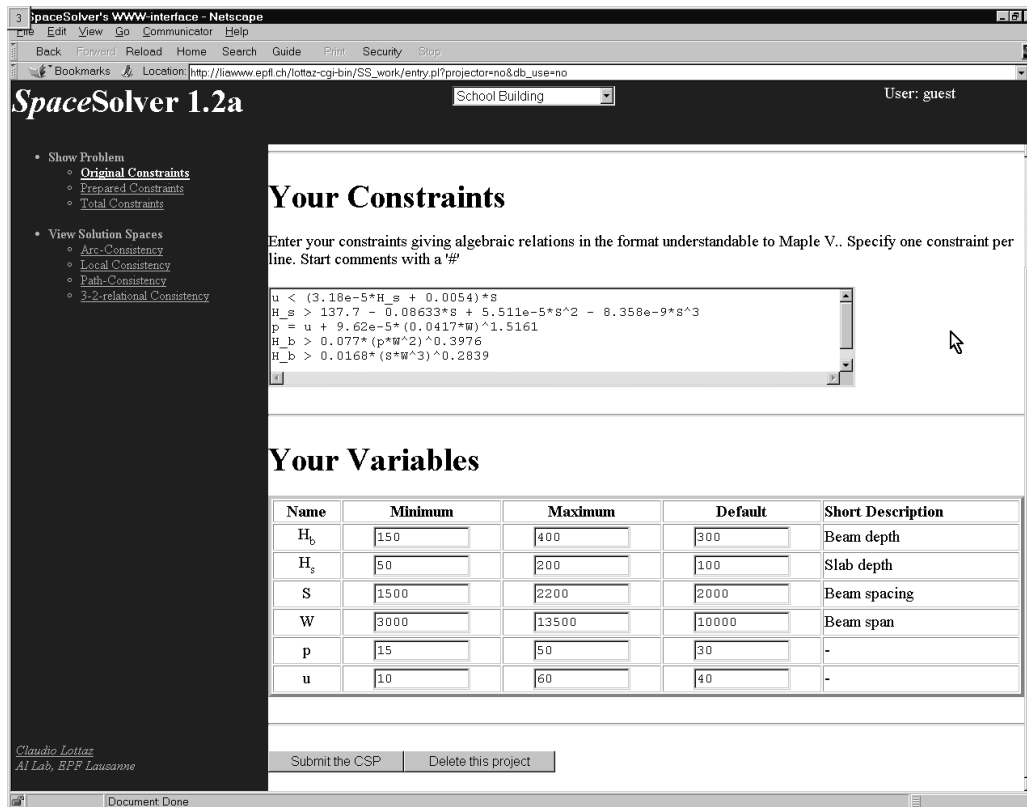 3 SpaceSolver's WWW-interface - Netscape
File Edit View Go Communicator Help
Back Forward Reload Home Search Guide Print Security Stop
Bookmarks Location: http://liawww.epfl.ch/lottaz-cgi-bin/SS_work/entry.pl?projector=no&db_use=no
SpaceSolver 1.2a
School Building
User: guest
• Show Problem
Original Constraints
Prepared Constraints
Total Constraints
• View Solution Spaces
Arc-Consistency
Local Consistency
Path-Consistency
3-2-relational Consistency
Claudio Lottaz
AI Lab, EPF Lausanne
Your Constraints
Enter your constraints giving algebraic relations in the format understandable to Maple V.. Specify one constraint per
line. Start comments with a '#'
u < (3.18e-5*H_s + 0.0054)*S
H_s > 137.7 - 0.08633*S + 5.511e-5*S^2 - 8.358e-9*S^3
p = u + 9.62e-5*(0.0417*W)^1.5161
H_b > 0.077*(p*W^2)^0.3976
H_b > 0.0168*(S*W^3)^0.2839
Your Variables
Name Minimum Maximum Default Short Description
H_b 150 400 300 Beam depth
H_s 50 200 100 Slab depth
S 1500 2200 2000 Beam spacing
W 3000 13500 10000 Beam span
p 15 50 30 -
u 10 60 40 -
Submit the CSP Delete this project
Document Done